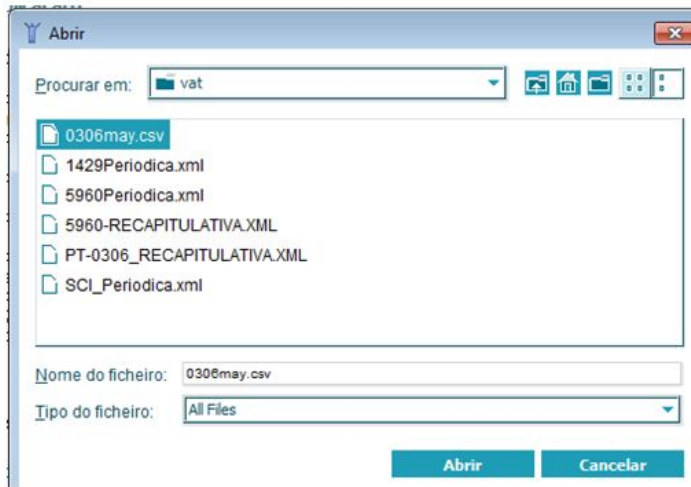 Abrir
Procurar em: vat
0306may.csv
1429Periodica.xml
5960Periodica.xml
5960-RECAPITULATIVA.XML
PT-0306_RECAPITULATIVA.XML
SCI_Periodica.xml
Nome do ficheiro: 0306may.csv
Tipo do ficheiro: All Files
Abrir Cancelar